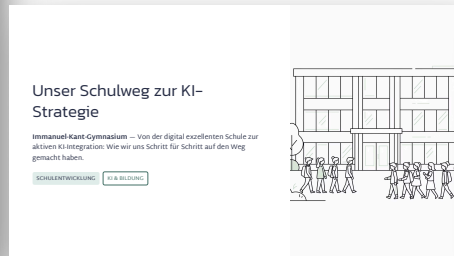 Unser Schulweg zur KI-
Strategie
Immanuel-Kant-Gymnasium — Von der digital exzellenten Schule zur
aktiven KI-Integration: Wie wir uns Schritt für Schritt auf den Weg
gemacht haben.
SCHULENTWICKLUNG KI & BILDUNG